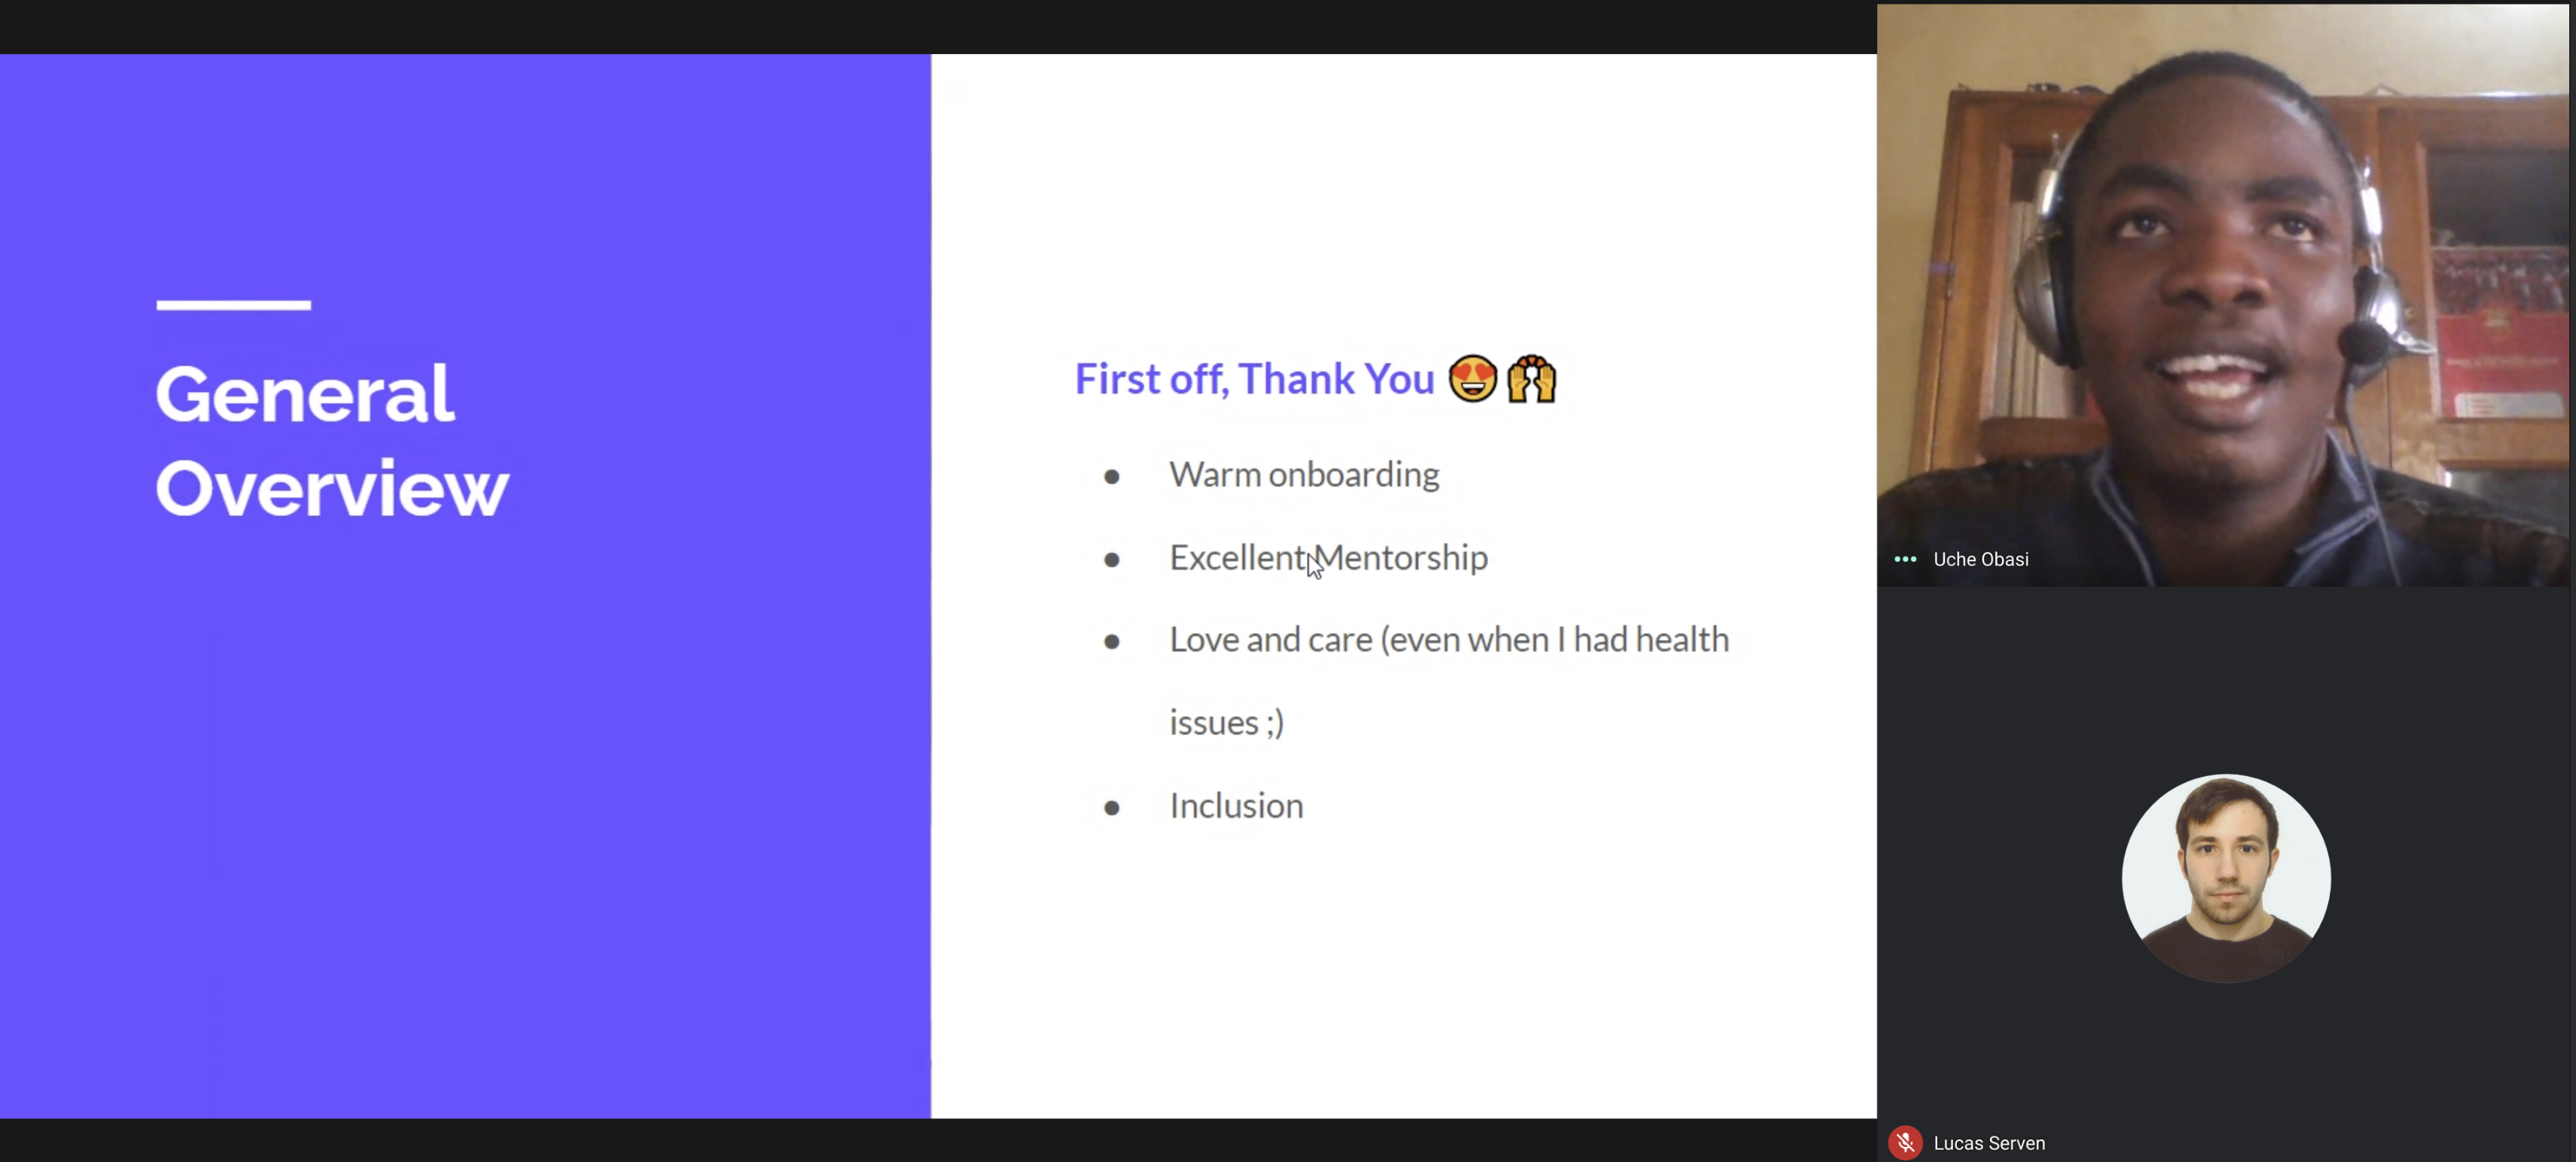 General
Overview
First off, Thank You 😍 🙌
● Warm onboarding
● Excellent Mentorship
● Love and care (even when I had health
issues ;)
● Inclusion
Uche Obasi
Lucas Serven